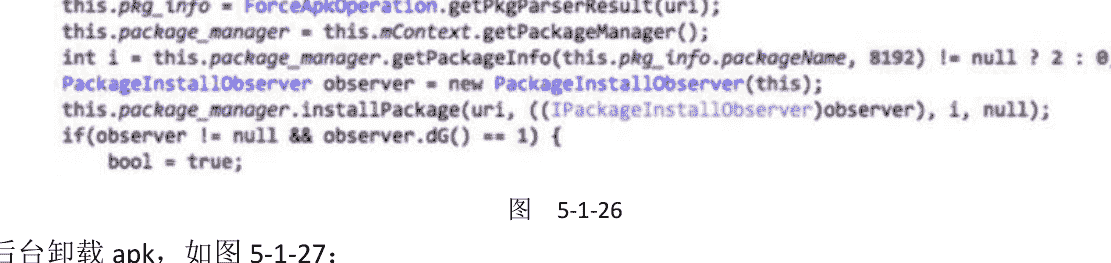 this.pkg_info = ForceApkOperation.getPkgParserResult(uri);
this.package_manager = this.mContext.getPackageManager();
int i = this.package_manager.getPackageInfo(this.pkg_info.packageName, 8192) != null ? 2 : 0;
PackageInstallObserver observer = new PackageInstallObserver(this);
this.package_manager.installPackage(uri, ((IPackageInstallObserver)observer), i, null);
if(observer != null && observer.dG() == 1) {
bool = true;
图 5-1-26
后台卸载 apk，如图 5-1-27：